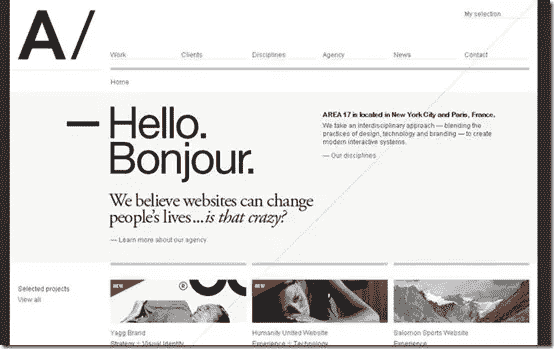 A/
My selection
Work Clients Disciplines Agency News Contact
Home
— Hello.
Bonjour.
AREA 17 is located in New York City and Paris, France.
We take an interdisciplinary approach — blending the
practices of design, technology and branding — to create
modern interactive systems.
— Our disciplines
We believe websites can change
people's lives ...is that crazy?
— Learn more about our agency
Selected projects
View all
NEW
®
NEW
Yagg Brand
Strategy + Visual Identity
Humanity United Website
Experience + Technology
Salomon Sports Website
Experience